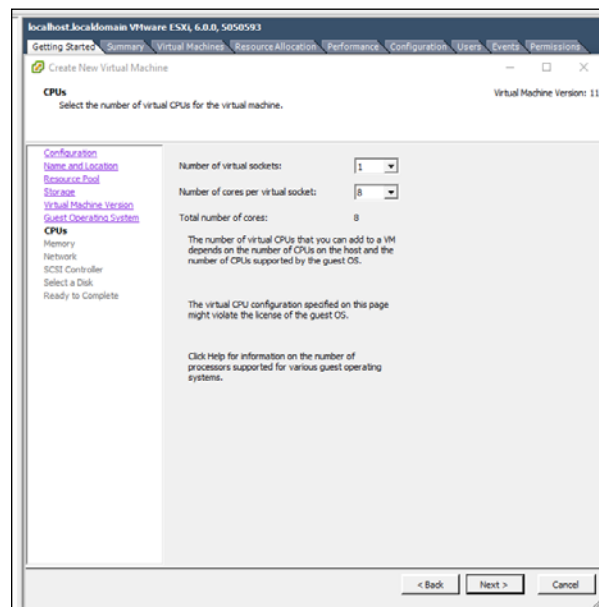 localhost.localdomain VMware ESXi, 6.0.0, 5050593
Getting Started Summary Virtual Machines Resource Allocation Performance Configuration Users Events Permissions
Create New Virtual Machine
CPUs
Select the number of virtual CPUs for the virtual machine.
Virtual Machine Version: 11
Configuration
Name and Location
Resource Pool
Storage
Virtual Machine Version
Guest Operating System
CPUs
Memory
Network
SCSI Controller
Select a Disk
Ready to Complete
Number of virtual sockets: 1
Number of cores per virtual socket: 8
Total number of cores: 8
The number of virtual CPUs that you can add to a VM
depends on the number of CPUs on the host and the
number of CPUs supported by the guest OS.
The virtual CPU configuration specified on this page
might violate the license of the guest OS.
Click Help for information on the number of
processors supported for various guest operating
systems.
< Back Next > Cancel